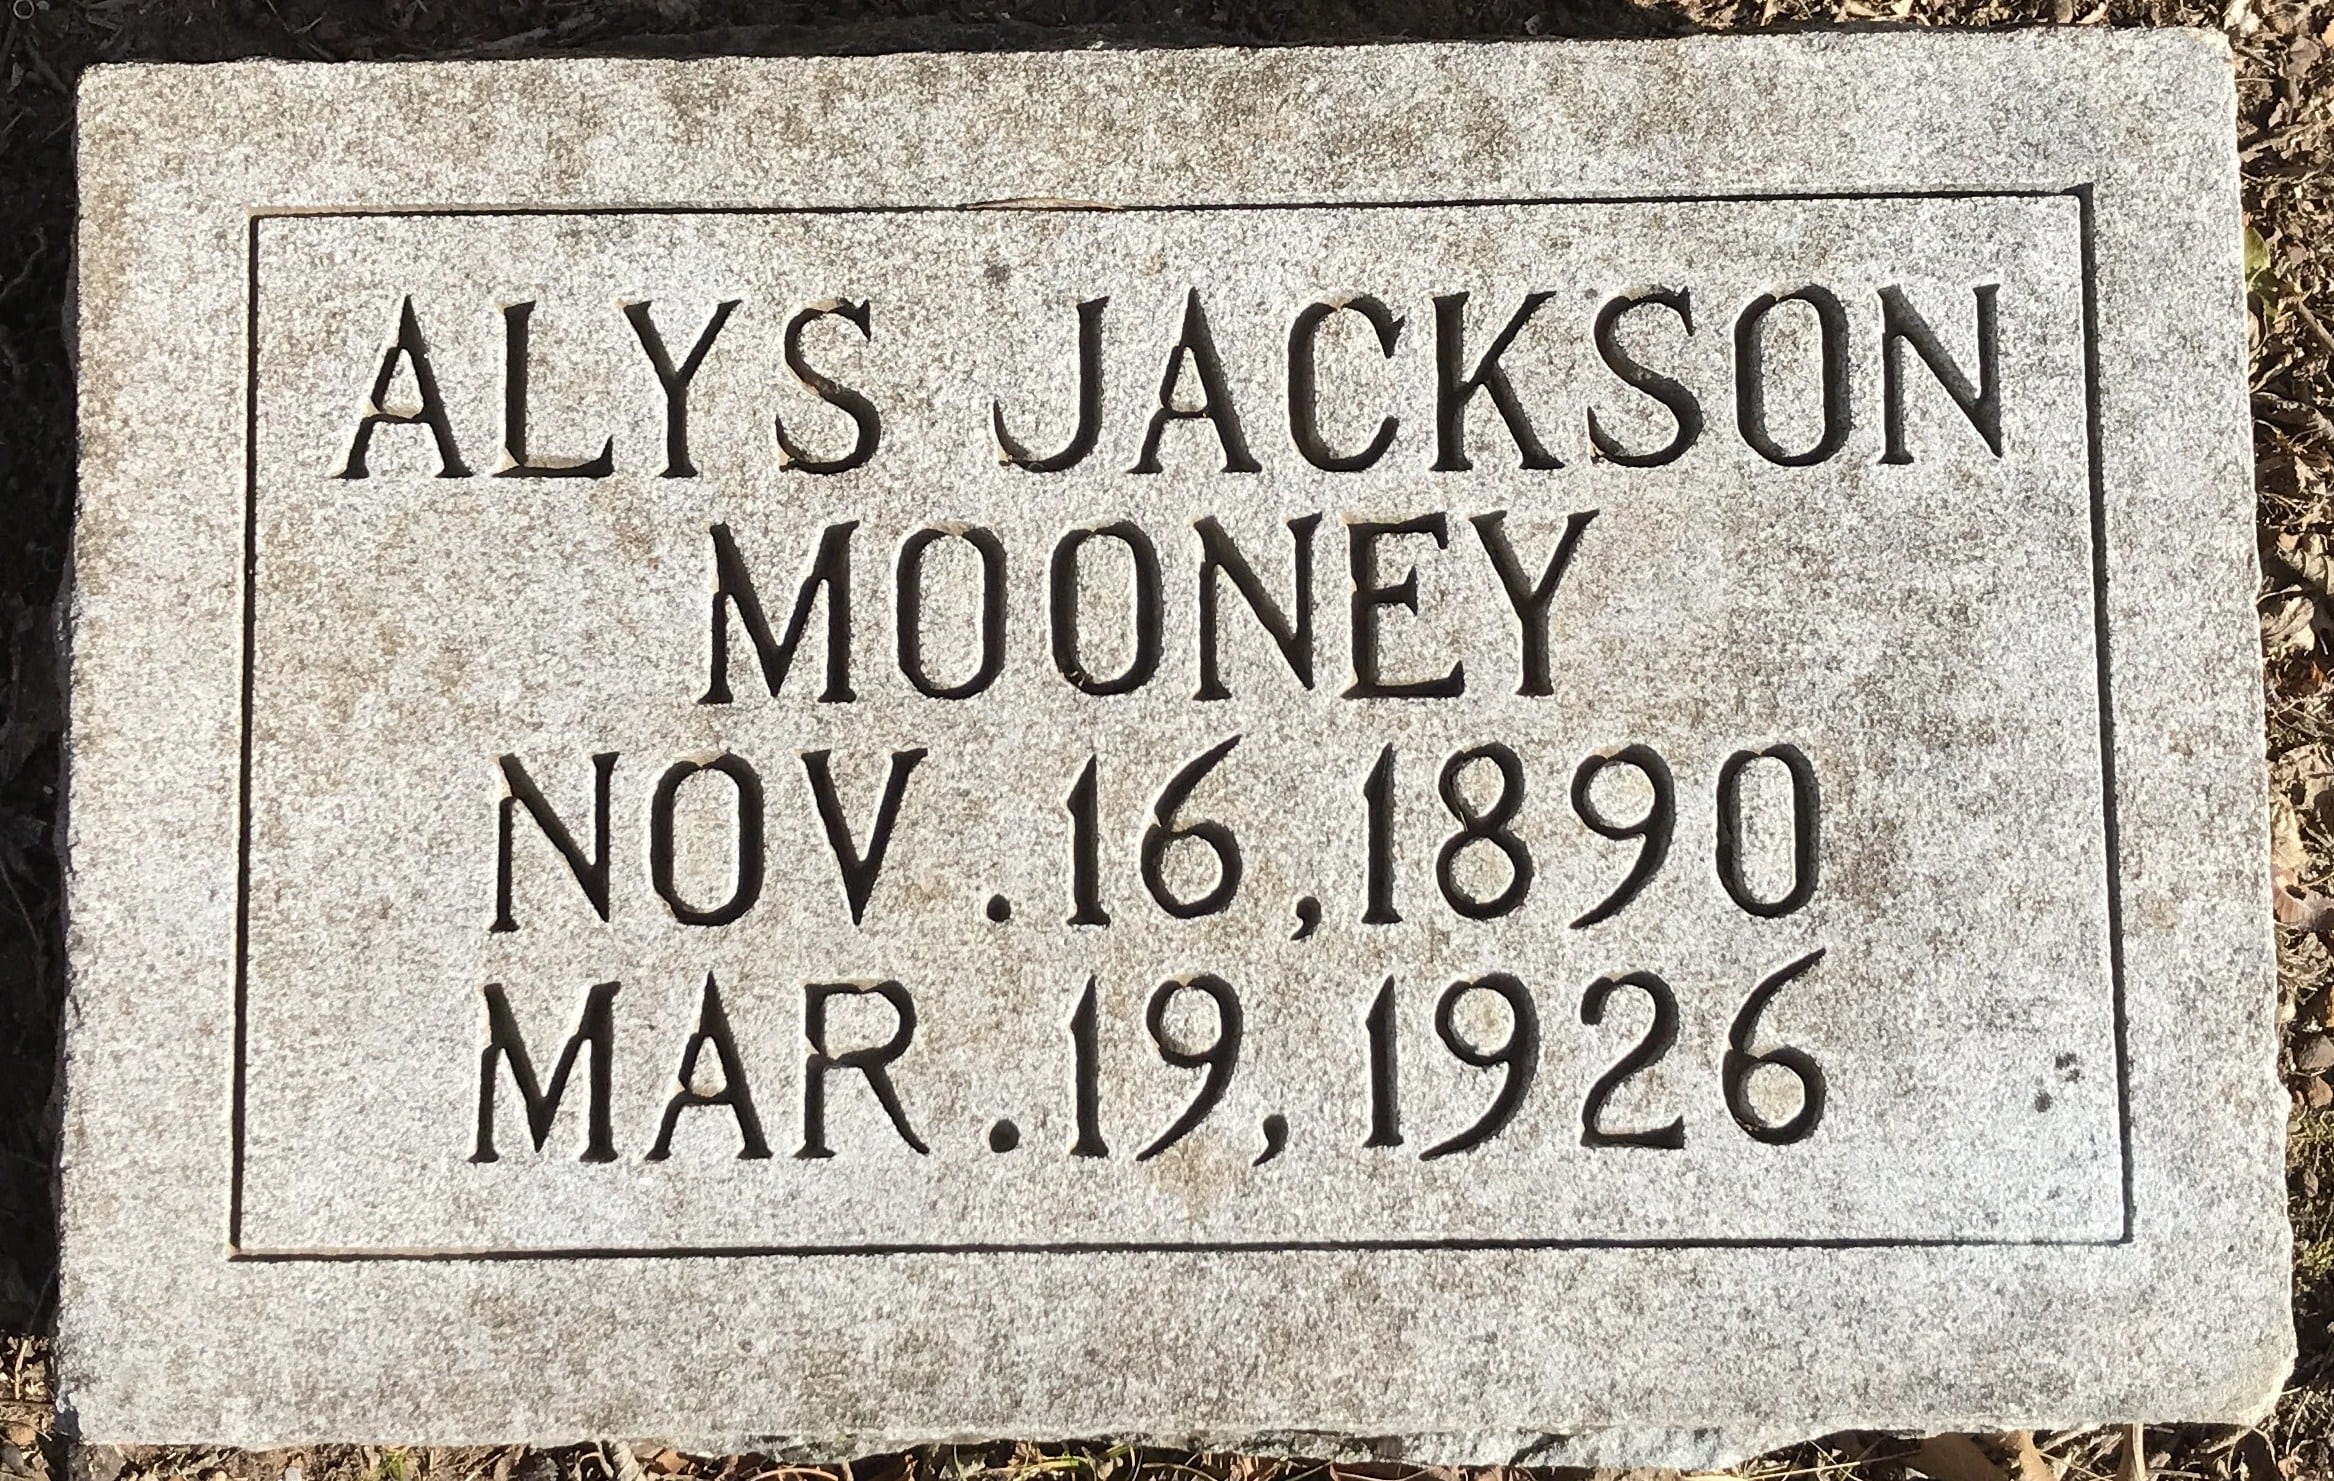 ALYS JACKSON
MOONEY
NOV. 16, 1890
MAR. 19, 1926